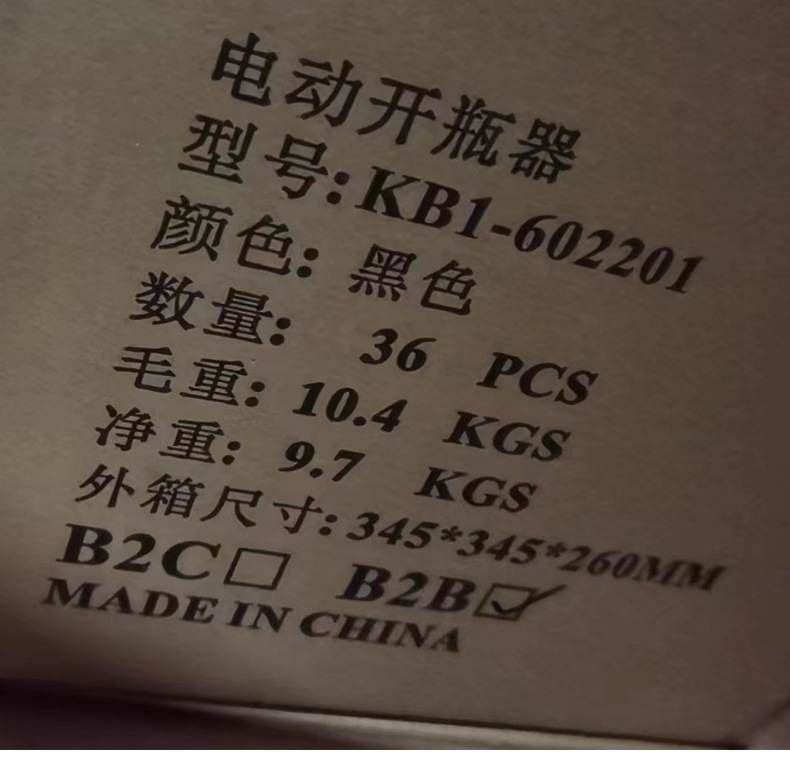 电动开瓶器
型号:KB1-602201
颜色: 黑色
数量: 36 PCS
毛重: 10.4 KGS
净重: 9.7 KGS
外箱尺寸:345*345*260MM
B2C☐ B2B☑
MADE IN CHINA